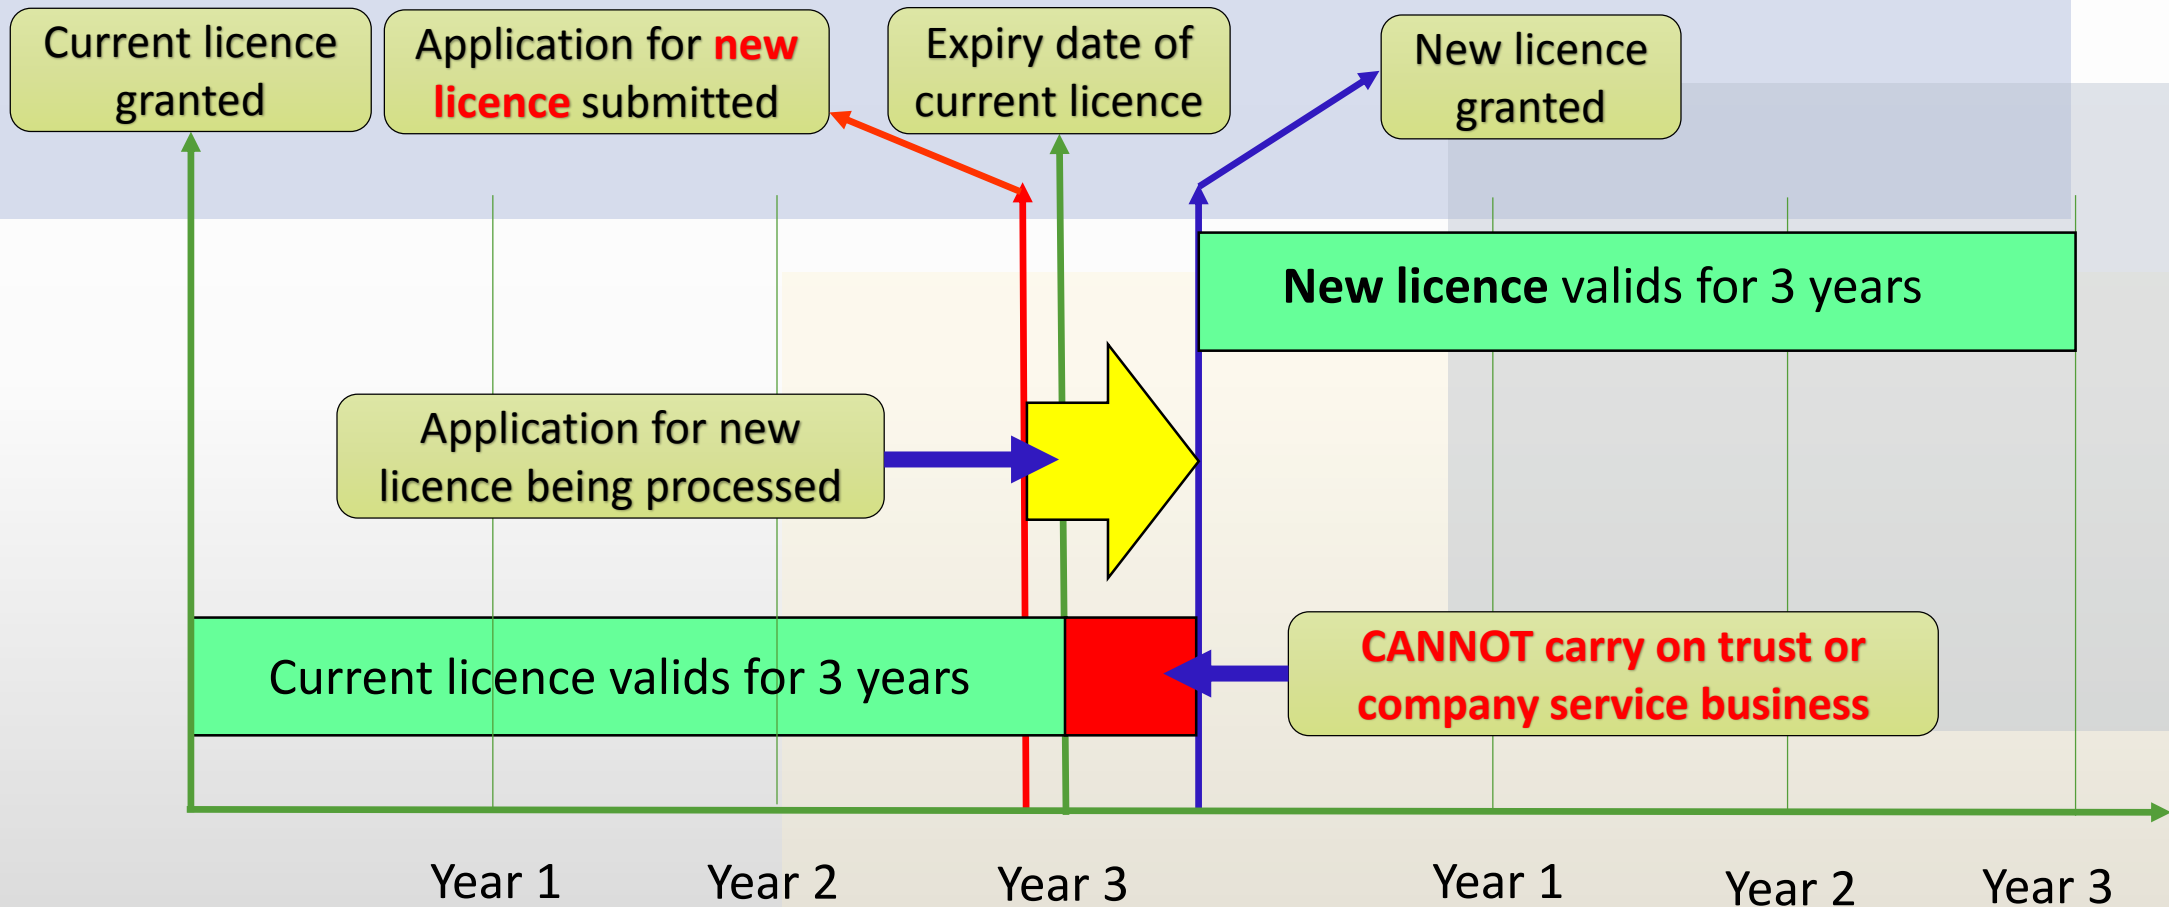 Current licence
granted
Application for new
licence submitted
Expiry date of
current licence
New licence
granted
New licence valids for 3 years
Application for new
licence being processed
Current licence valids for 3 years
CANNOT carry on trust or
company service business
Year 1
Year 2
Year 3
Year 1
Year 2
Year 3